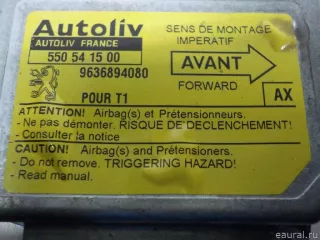 Autoliv
AUTOLIV FRANCE
550 54 15 00
9636894080
SENS DE MONTAGE
IMPERATIF
AVANT
FORWARD
POUR T1
AX
ATTENTION! Airbag(s) et Prétensionneurs.
- Ne pas démonter. RISQUE DE DECLENCHEMENT!
- Consulter la notice
CAUTION! Airbag(s) and Pretensioners.
- Do not remove. TRIGGERING HAZARD!
- Read manual.
eaural.ru